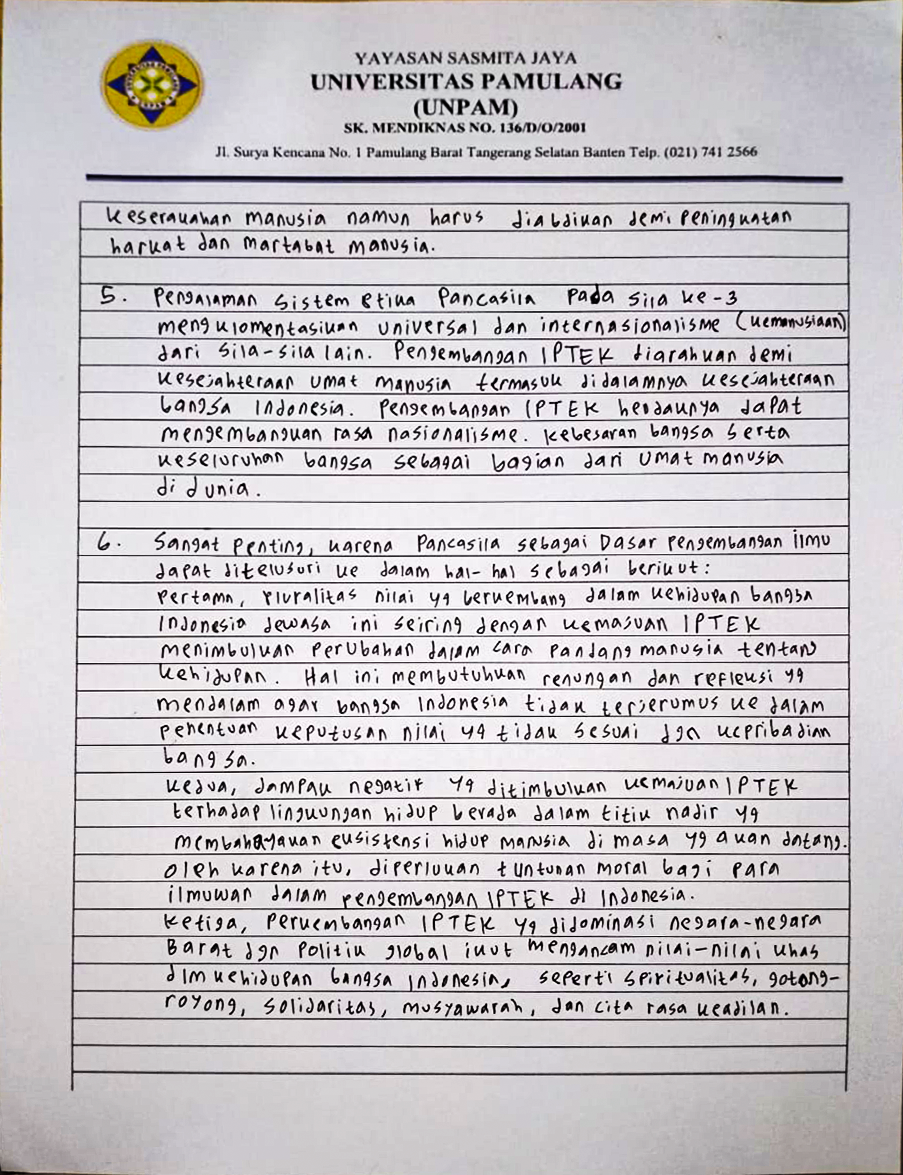 YAYASAN SASMITA JAYA
UNIVERSITAS PAMULANG
(UNPAM)
SK. MENDIKNAS NO. 136/D/O/2001
Jl. Surya Kencana No. 1 Pamulang Barat Tangerang Selatan Banten Telp. (021) 741 2566
Keserakahan manusia namun harus diabdikan demi peningkatan
harkat dan martabat manusia.
5. Pengalaman Sistem etika Pancasila Pada Sila ke-3
mengklomentasikan universal dan internasionalisme (kemanusiaan)
dari Sila-Sila lain. Pengembangan IPTEK diarahkan demi
Kesejahteraan umat manusia termasuk didalamnya kesejahteraan
bangsa Indonesia. Pengembangan IPTEK hendaknya dapat
mengembangkan rasa nasionalisme. kebesaran bangsa serta
keseluruhan bangsa sebagai bagian dari umat manusia
di dunia.
6. Sangat penting, karena Pancasila sebagai Dasar pengembangan ilmu
dapat ditelusuri ke dalam hal-hal sebagai berikut:
Pertama, Pluralitas nilai yg berkembang dalam kehidupan bangsa
Indonesia dewasa ini seiring dengan kemajuan IPTEK
menimbulkan perubahan dalam cara pandang manusia tentang
kehidupan. Hal ini membutuhkan renungan dan refleksi yg
mendalam agar bangsa Indonesia tidak terjerumus ke dalam
penentuan keputusan nilai yg tidak sesuai dgn kepribadian
bangsa.
kedua, dampak negatif yg ditimbulkan kemajuan IPTEK
terhadap lingkungan hidup berada dalam titik nadir yg
membahayakan eksistensi hidup manusia di masa yg akan datang.
oleh karena itu, diperlukan tuntunan moral bagi para
ilmuwan dalam pengembangan IPTEK di Indonesia.
ketiga, perkembangan IPTEK yg didominasi negara-negara
Barat dgn Politik global ikut mengancam nilai-nilai khas
dlm kehidupan bangsa Indonesia, seperti spiritualitas, gotong-
royong, solidaritas, musyawarah, dan cita rasa keadilan.